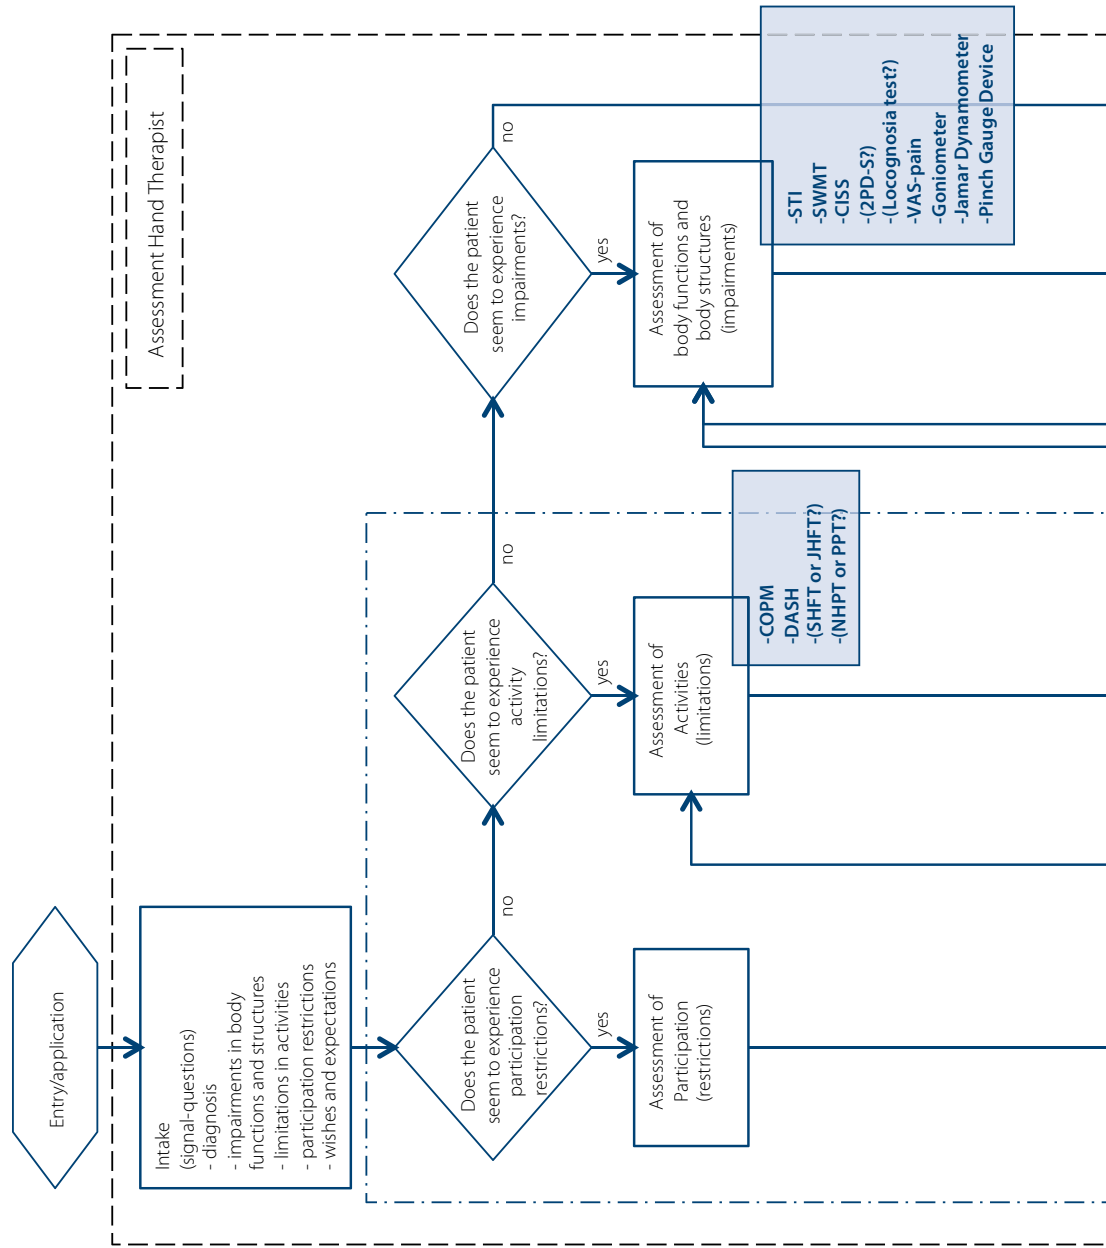 Entry/application
Assessment Hand Therapist
Intake
(signal-questions)
- diagnosis
- impairments in body
functions and structures
- limitations in activities
- participation restrictions
- wishes and expectations
Does the patient
seem to experience
participation
restrictions?
no
yes
Assessment of
Participation
(restrictions)
Does the patient
seem to experience
activity
limitations?
no
yes
Assessment of
Activities
(limitations)
-COPM
-DASH
-(SHFT or JHFT?)
-(NHPT or PPT?)
Does the patient
seem to experience
impairments?
no
yes
Assessment of
body functions and
body structures
(impairments)
-STI
-SWMT
-CISS
-(2PD-S?)
-(Locognosia test?)
-VAS-pain
-Goniometer
-Jamar Dynamometer
-Pinch Gauge Device